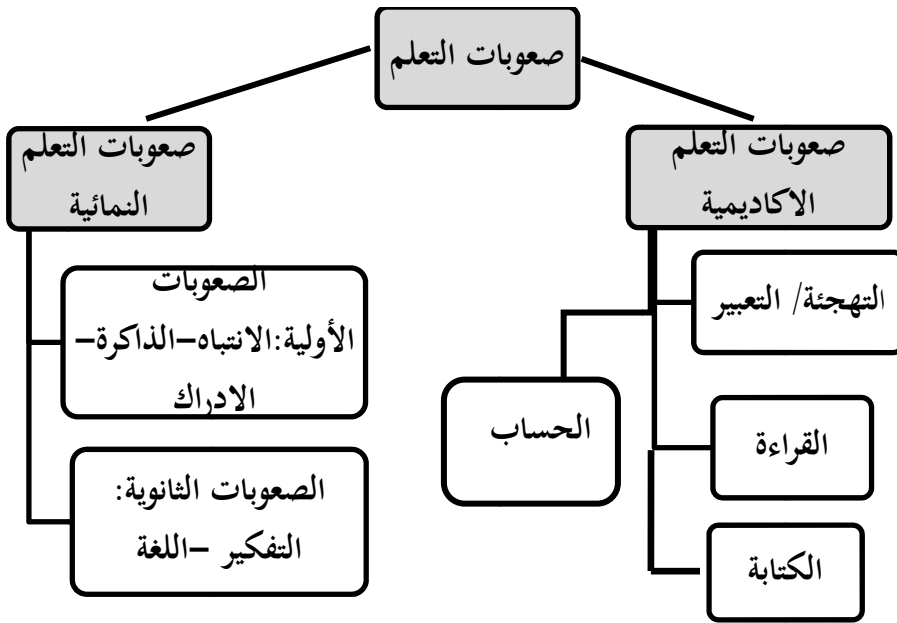 صعوبات التعلم
صعوبات التعلم
الاكاديمية
التهجئة/ التعبير
القراءة
الكتابة
الحساب
صعوبات التعلم
النمائية
الصعوبات
الأولية:الانتباه–الذاكرة–
الادراك
الصعوبات الثانوية:
التفكير –اللغة